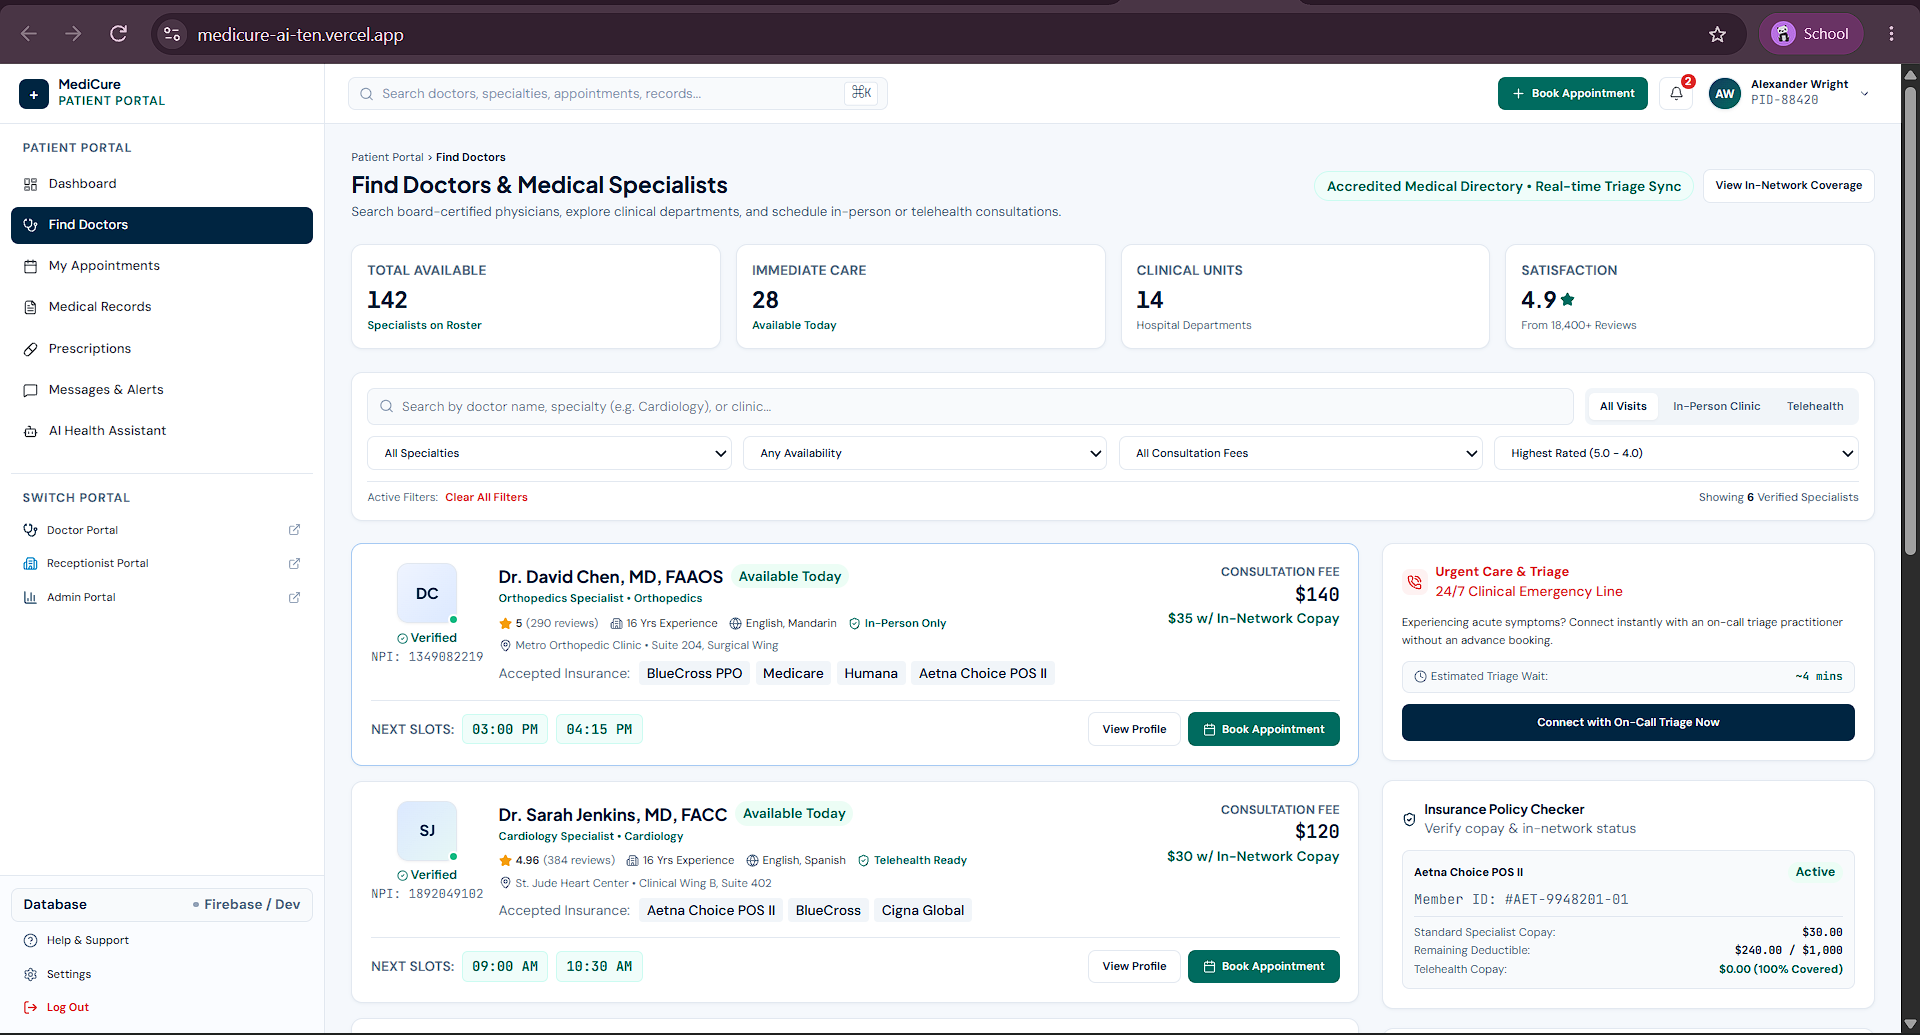 medicure-ai-ten.vercel.app
School
MediCure
PATIENT PORTAL
Search doctors, specialties, appointments, records...
⌘K
+ Book Appointment
2
AW
Alexander Wright
PID-88420
PATIENT PORTAL
Dashboard
Find Doctors
My Appointments
Medical Records
Prescriptions
Messages & Alerts
AI Health Assistant
SWITCH PORTAL
Doctor Portal
Receptionist Portal
Admin Portal
Database • Firebase / Dev
Help & Support
Settings
Log Out
Patient Portal › Find Doctors
Find Doctors & Medical Specialists
Search board-certified physicians, explore clinical departments, and schedule in-person or telehealth consultations.
Accredited Medical Directory • Real-time Triage Sync
View In-Network Coverage
TOTAL AVAILABLE
142
Specialists on Roster
IMMEDIATE CARE
28
Available Today
CLINICAL UNITS
14
Hospital Departments
SATISFACTION
4.9★
From 18,400+ Reviews
Search by doctor name, specialty (e.g. Cardiology), or clinic...
All Visits
In-Person Clinic
Telehealth
All Specialties
Any Availability
All Consultation Fees
Highest Rated (5.0 - 4.0)
Active Filters: Clear All Filters
Showing 6 Verified Specialists
DC
Verified
NPI: 1349082219
Dr. David Chen, MD, FAAOS Available Today
Orthopedics Specialist • Orthopedics
5 (290 reviews) 16 Yrs Experience English, Mandarin In-Person Only
Metro Orthopedic Clinic • Suite 204, Surgical Wing
Accepted Insurance: BlueCross PPO Medicare Humana Aetna Choice POS II
CONSULTATION FEE
$140
$35 w/ In-Network Copay
NEXT SLOTS: 03:00 PM 04:15 PM
View Profile
Book Appointment
SJ
Verified
NPI: 1892049102
Dr. Sarah Jenkins, MD, FACC Available Today
Cardiology Specialist • Cardiology
4.96 (384 reviews) 16 Yrs Experience English, Spanish Telehealth Ready
St. Jude Heart Center • Clinical Wing B, Suite 402
Accepted Insurance: Aetna Choice POS II BlueCross Cigna Global
CONSULTATION FEE
$120
$30 w/ In-Network Copay
NEXT SLOTS: 09:00 AM 10:30 AM
View Profile
Book Appointment
Urgent Care & Triage
24/7 Clinical Emergency Line
Experiencing acute symptoms? Connect instantly with an on-call triage practitioner
without an advance booking.
Estimated Triage Wait: ~4 mins
Connect with On-Call Triage Now
Insurance Policy Checker
Verify copay & in-network status
Aetna Choice POS II Active
Member ID: #AET-9948201-01
Standard Specialist Copay: $30.00
Remaining Deductible: $240.00 / $1,000
Telehealth Copay: $0.00 (100% Covered)